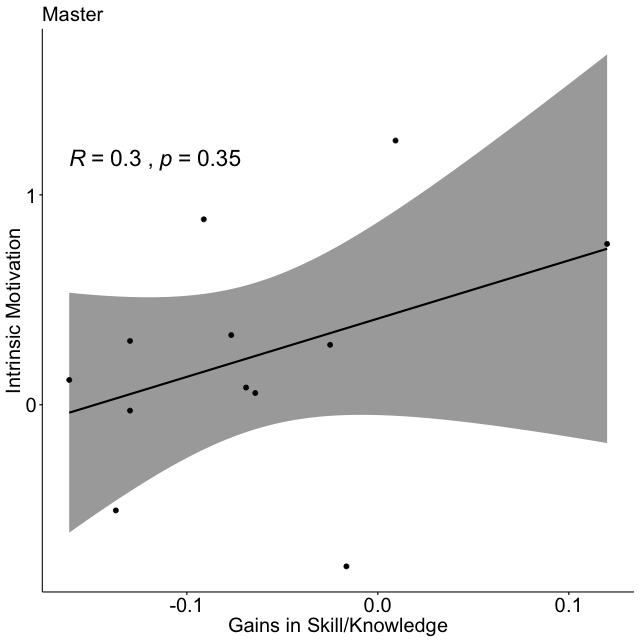 Master
R = 0.3 , p = 0.35
1
0
Intrinsic Motivation
-0.1
0.0
0.1
Gains in Skill/Knowledge